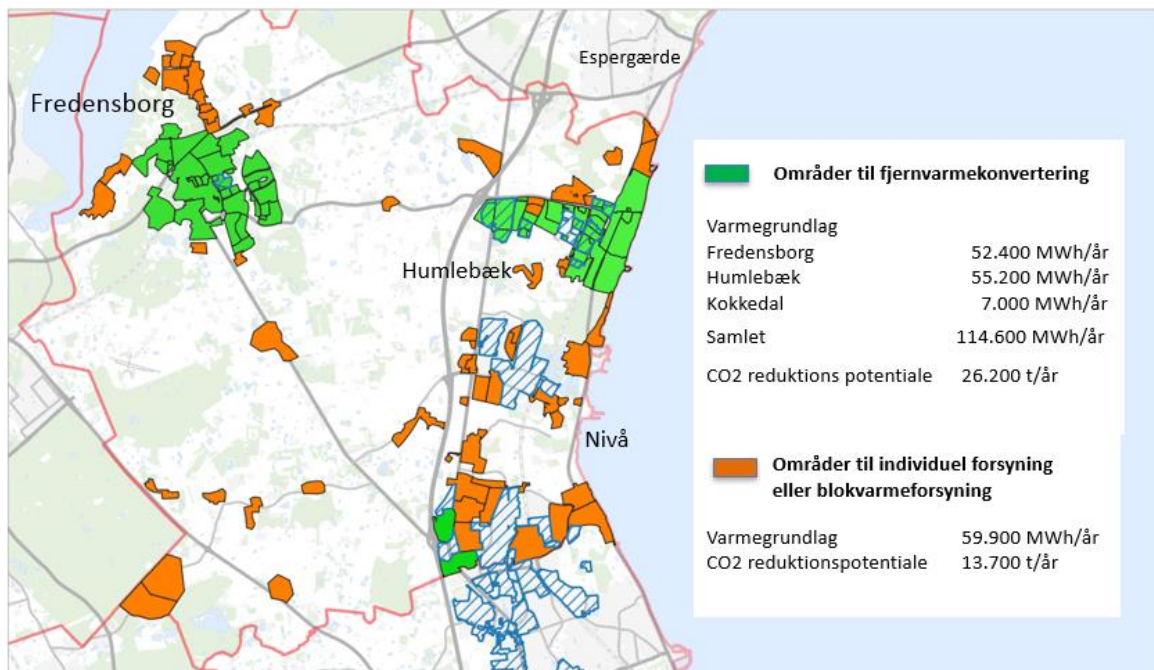 Espergærde
Fredensborg
Humlebæk
Nivå
Områder til fjernvarmekonvertering
Varmegrundlag
Fredensborg 52.400 MWh/år
Humlebæk 55.200 MWh/år
Kokkedal 7.000 MWh/år
Samlet 114.600 MWh/år
CO2 reduktions potentiale 26.200 t/år
Områder til individuel forsyning
eller blokvarmeforsyning
Varmegrundlag 59.900 MWh/år
CO2 reduktionspotentiale 13.700 t/år